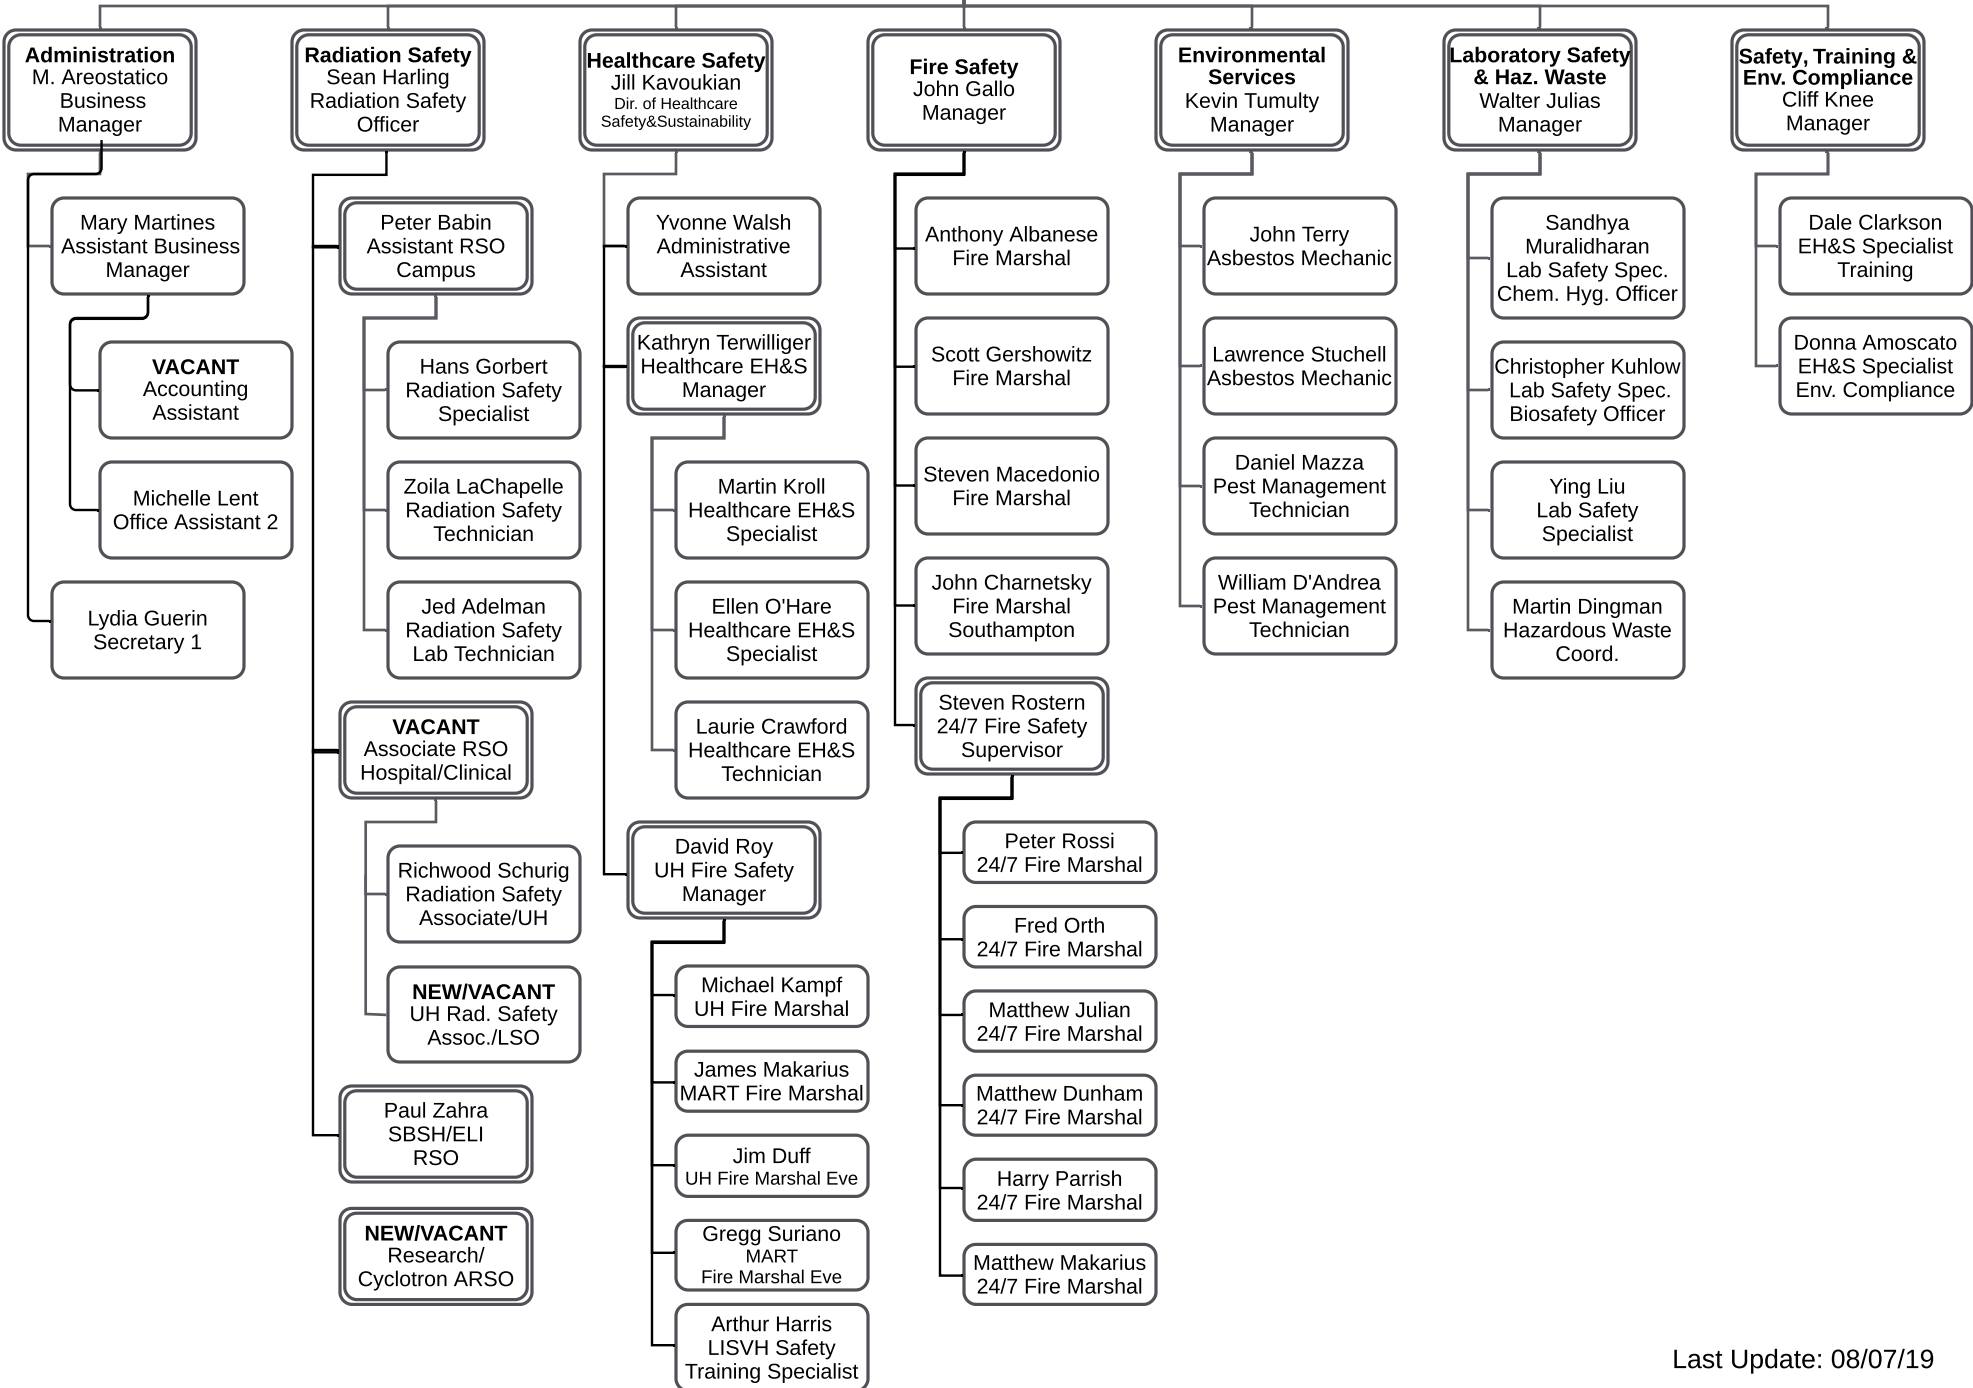 Administration
M. Areostatico
Business
Manager
Mary Martines
Assistant Business
Manager
VACANT
Accounting
Assistant
Michelle Lent
Office Assistant 2
Lydia Guerin
Secretary 1
Radiation Safety
Sean Harling
Radiation Safety
Officer
Peter Babin
Assistant RSO
Campus
Hans Gorbert
Radiation Safety
Specialist
Zoila LaChapelle
Radiation Safety
Technician
Jed Adelman
Radiation Safety
Lab Technician
VACANT
Associate RSO
Hospital/Clinical
Richwood Schurig
Radiation Safety
Associate/UH
NEW/VACANT
UH Rad. Safety
Assoc./LSO
Paul Zahra
SBSH/ELI
RSO
NEW/VACANT
Research/
Cyclotron ARSO
Healthcare Safety
Jill Kavoukian
Dir. of Healthcare
Safety&Sustainability
Yvonne Walsh
Administrative
Assistant
Kathryn Terwilliger
Healthcare EH&S
Manager
Martin Kroll
Healthcare EH&S
Specialist
Ellen O'Hare
Healthcare EH&S
Specialist
Laurie Crawford
Healthcare EH&S
Technician
David Roy
UH Fire Safety
Manager
Michael Kampf
UH Fire Marshal
James Makarius
MART Fire Marshal
Jim Duff
UH Fire Marshal Eve
Gregg Suriano
MART
Fire Marshal Eve
Arthur Harris
LISVH Safety
Training Specialist
Fire Safety
John Gallo
Manager
Anthony Albanese
Fire Marshal
Scott Gershowitz
Fire Marshal
Steven Macedonio
Fire Marshal
John Charnetsky
Fire Marshal
Southampton
Steven Rostern
24/7 Fire Safety
Supervisor
Peter Rossi
24/7 Fire Marshal
Fred Orth
24/7 Fire Marshal
Matthew Julian
24/7 Fire Marshal
Matthew Dunham
24/7 Fire Marshal
Harry Parrish
24/7 Fire Marshal
Matthew Makarius
24/7 Fire Marshal
Environmental
Services
Kevin Tumulty
Manager
John Terry
Asbestos Mechanic
Lawrence Stuchell
Asbestos Mechanic
Daniel Mazza
Pest Management
Technician
William D'Andrea
Pest Management
Technician
Laboratory Safety
& Haz. Waste
Walter Julias
Manager
Sandhya
Muralidharan
Lab Safety Spec.
Chem. Hyg. Officer
Christopher Kuhlow
Lab Safety Spec.
Biosafety Officer
Ying Liu
Lab Safety
Specialist
Martin Dingman
Hazardous Waste
Coord.
Safety, Training &
Env. Compliance
Cliff Knee
Manager
Dale Clarkson
EH&S Specialist
Training
Donna Amoscato
EH&S Specialist
Env. Compliance
Last Update: 08/07/19